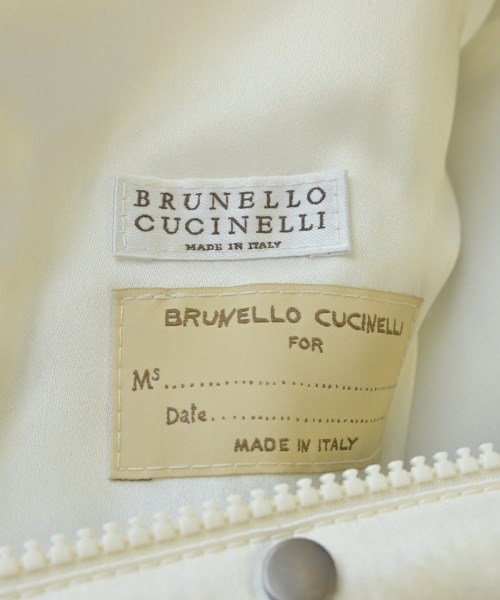 BRUNELLO
CUCINELLI
MADE IN ITALY
BRUNELLO CUCINELLI
FOR
Ms................................
Date.........................
MADE IN ITALY